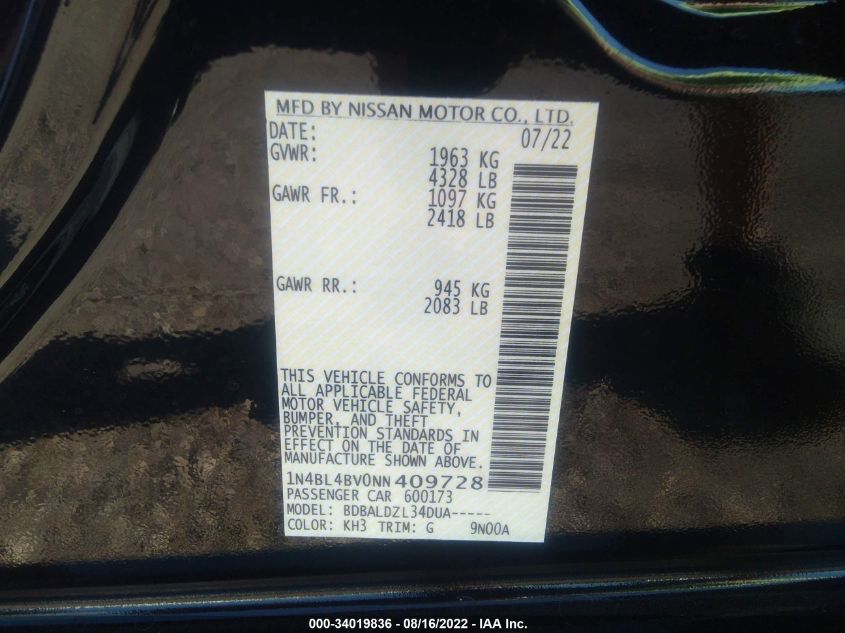 MFD BY NISSAN MOTOR CO., LTD.
DATE: 07/22
GVWR: 1963 KG
4328 LB
GAWR FR.: 1097 KG
2418 LB
GAWR RR.: 945 KG
2083 LB
THIS VEHICLE CONFORMS TO
ALL APPLICABLE FEDERAL
MOTOR VEHICLE SAFETY,
BUMPER, AND THEFT
PREVENTION STANDARDS IN
EFFECT ON THE DATE OF
MANUFACTURE SHOWN ABOVE.
1N4BL4BV0NN409728
PASSENGER CAR 600173
MODEL: BDBALDZL34DUA-----
COLOR: KH3 TRIM: G 9N00A
000-34019836 - 08/16/2022 - IAA Inc.